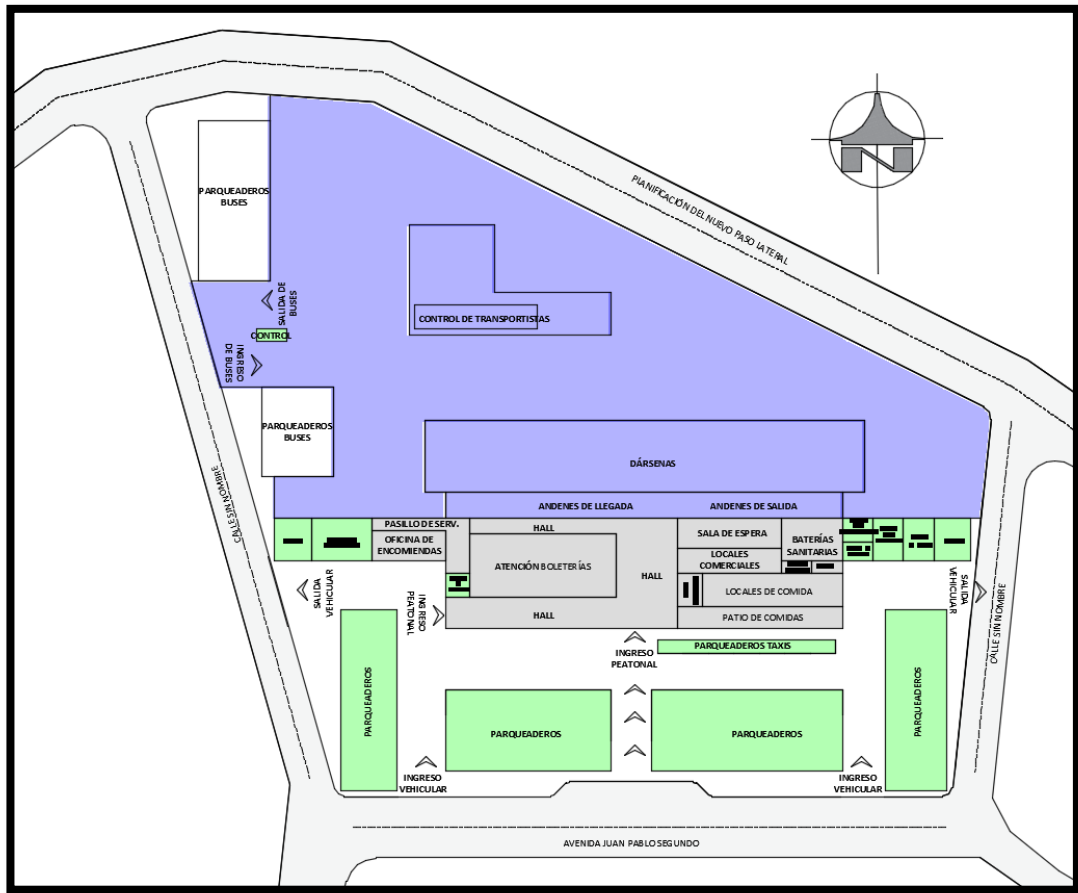 PLANIFICACIÓN DEL NUEVO PASO LATERAL
PARQUEADEROS
BUSES
SALIDA DE
BUSES
CONTROL
INGRESO
DE BUSES
CONTROL DE TRANSPORTISTAS
PARQUEADEROS
BUSES
DÁRSENAS
ANDENES DE LLEGADA
ANDENES DE SALIDA
CALLE SIN NOMBRE
PASILLO DE SERV.
OFICINA DE
ENCOMIENDAS
HALL
ATENCIÓN BOLETERÍAS
HALL
HALL
SALA DE ESPERA
LOCALES
COMERCIALES
BATERÍAS
SANITARIAS
LOCALES DE COMIDA
PATIO DE COMIDAS
SALIDA
VEHICULAR
INGRESO
PEATONAL
SALIDA
VEHICULAR
CALLE SIN NOMBRE
INGRESO
PEATONAL
PARQUEADEROS TAXIS
PARQUEADEROS
PARQUEADEROS
PARQUEADEROS
PARQUEADEROS
INGRESO
VEHICULAR
INGRESO
VEHICULAR
AVENIDA JUAN PABLO SEGUNDO